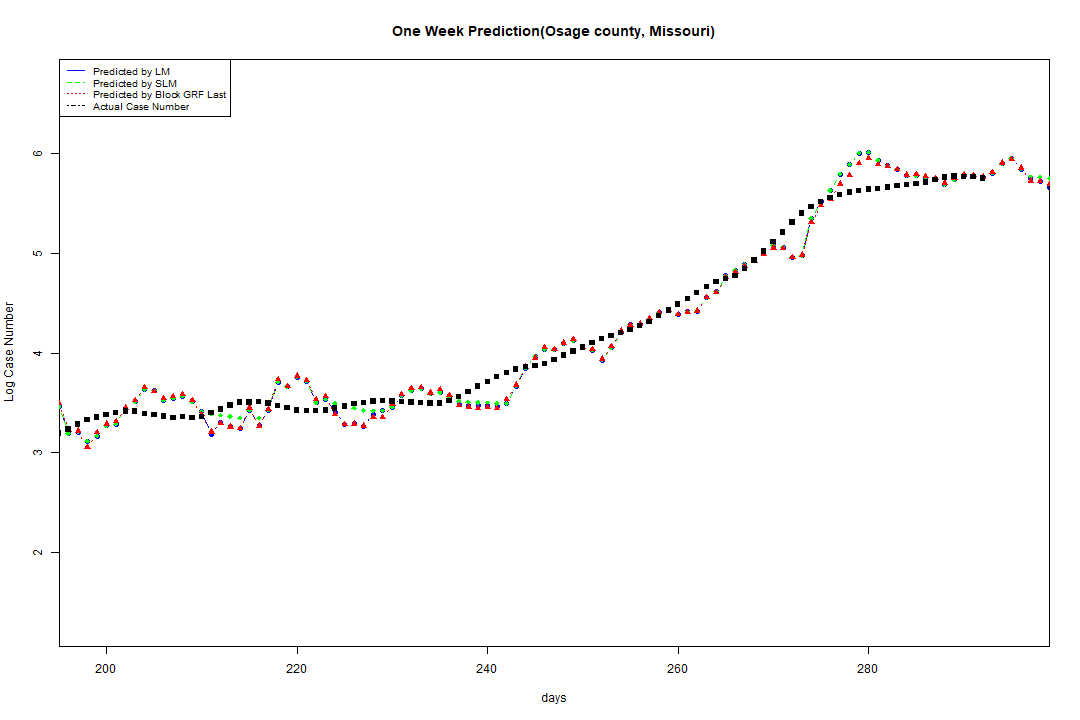 One Week Prediction(Osage county, Missouri)
Predicted by LM
Predicted by SLM
Predicted by Block GRF Last
Actual Case Number
6
5
4
3
2
Log Case Number
200 220 240 260 280
days